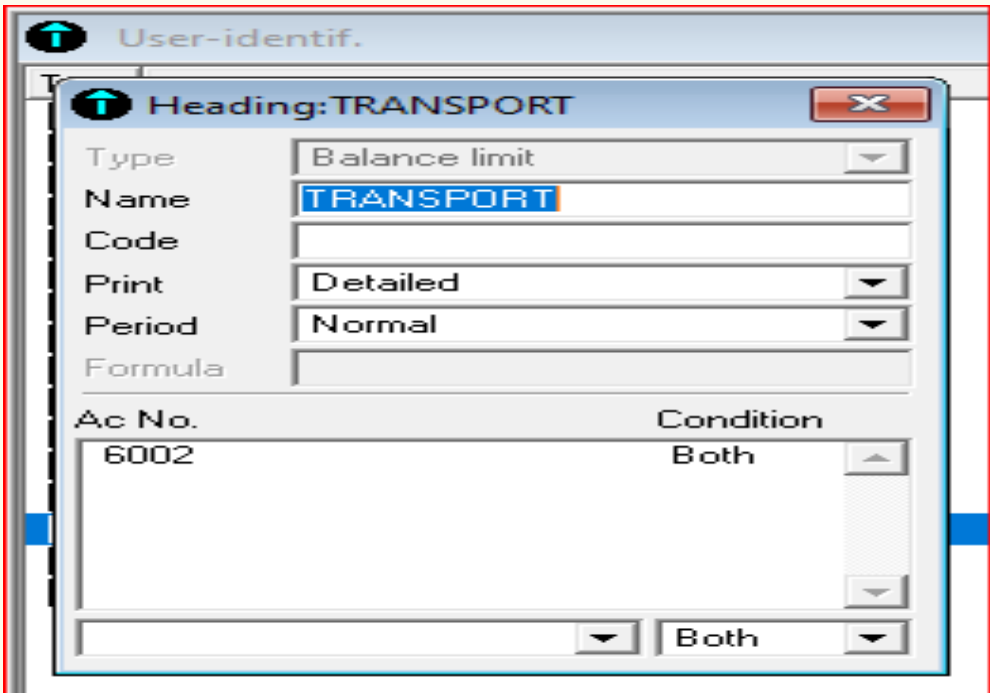 User-identif.
Heading:TRANSPORT
Type Balance limit
Name TRANSPORT
Code
Print Detailed
Period Normal
Formula
Ac No. Condition
6002 Both
Both